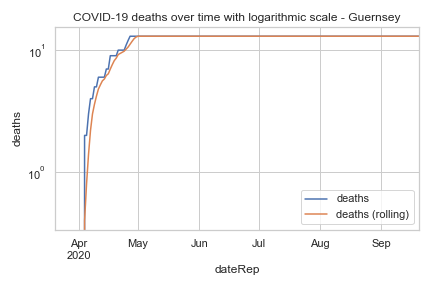 COVID-19 deaths over time with logarithmic scale - Guernsey
10¹
10⁰
deaths
deaths
deaths (rolling)
Apr
2020
May
Jun
Jul
Aug
Sep
dateRep